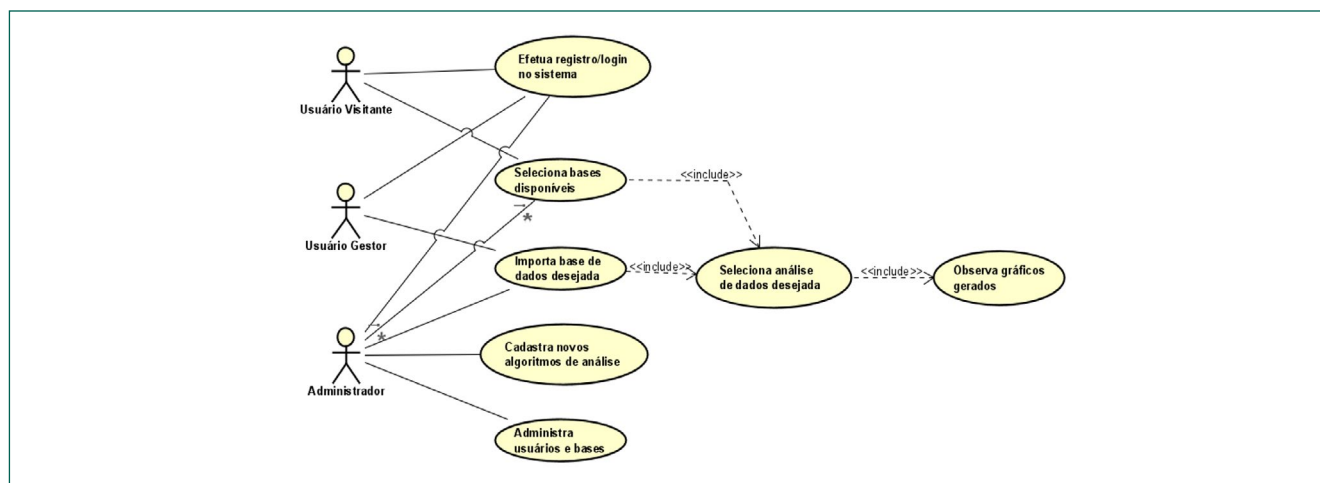 Efetua registro/login
no sistema
Usuário Visitante
Seleciona bases
disponíveis
<<include>>
*
Usuário Gestor
Importa base de
dados desejada
<<include>>
Seleciona análise
de dados desejada
<<include>>
Observa gráficos
gerados
*
Cadastra novos
algoritmos de análise
Administrador
Administra
usuários e bases